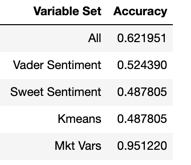 Variable Set Accuracy
All 0.621951
Vader Sentiment 0.524390
Sweet Sentiment 0.487805
Kmeans 0.487805
Mkt Vars 0.951220